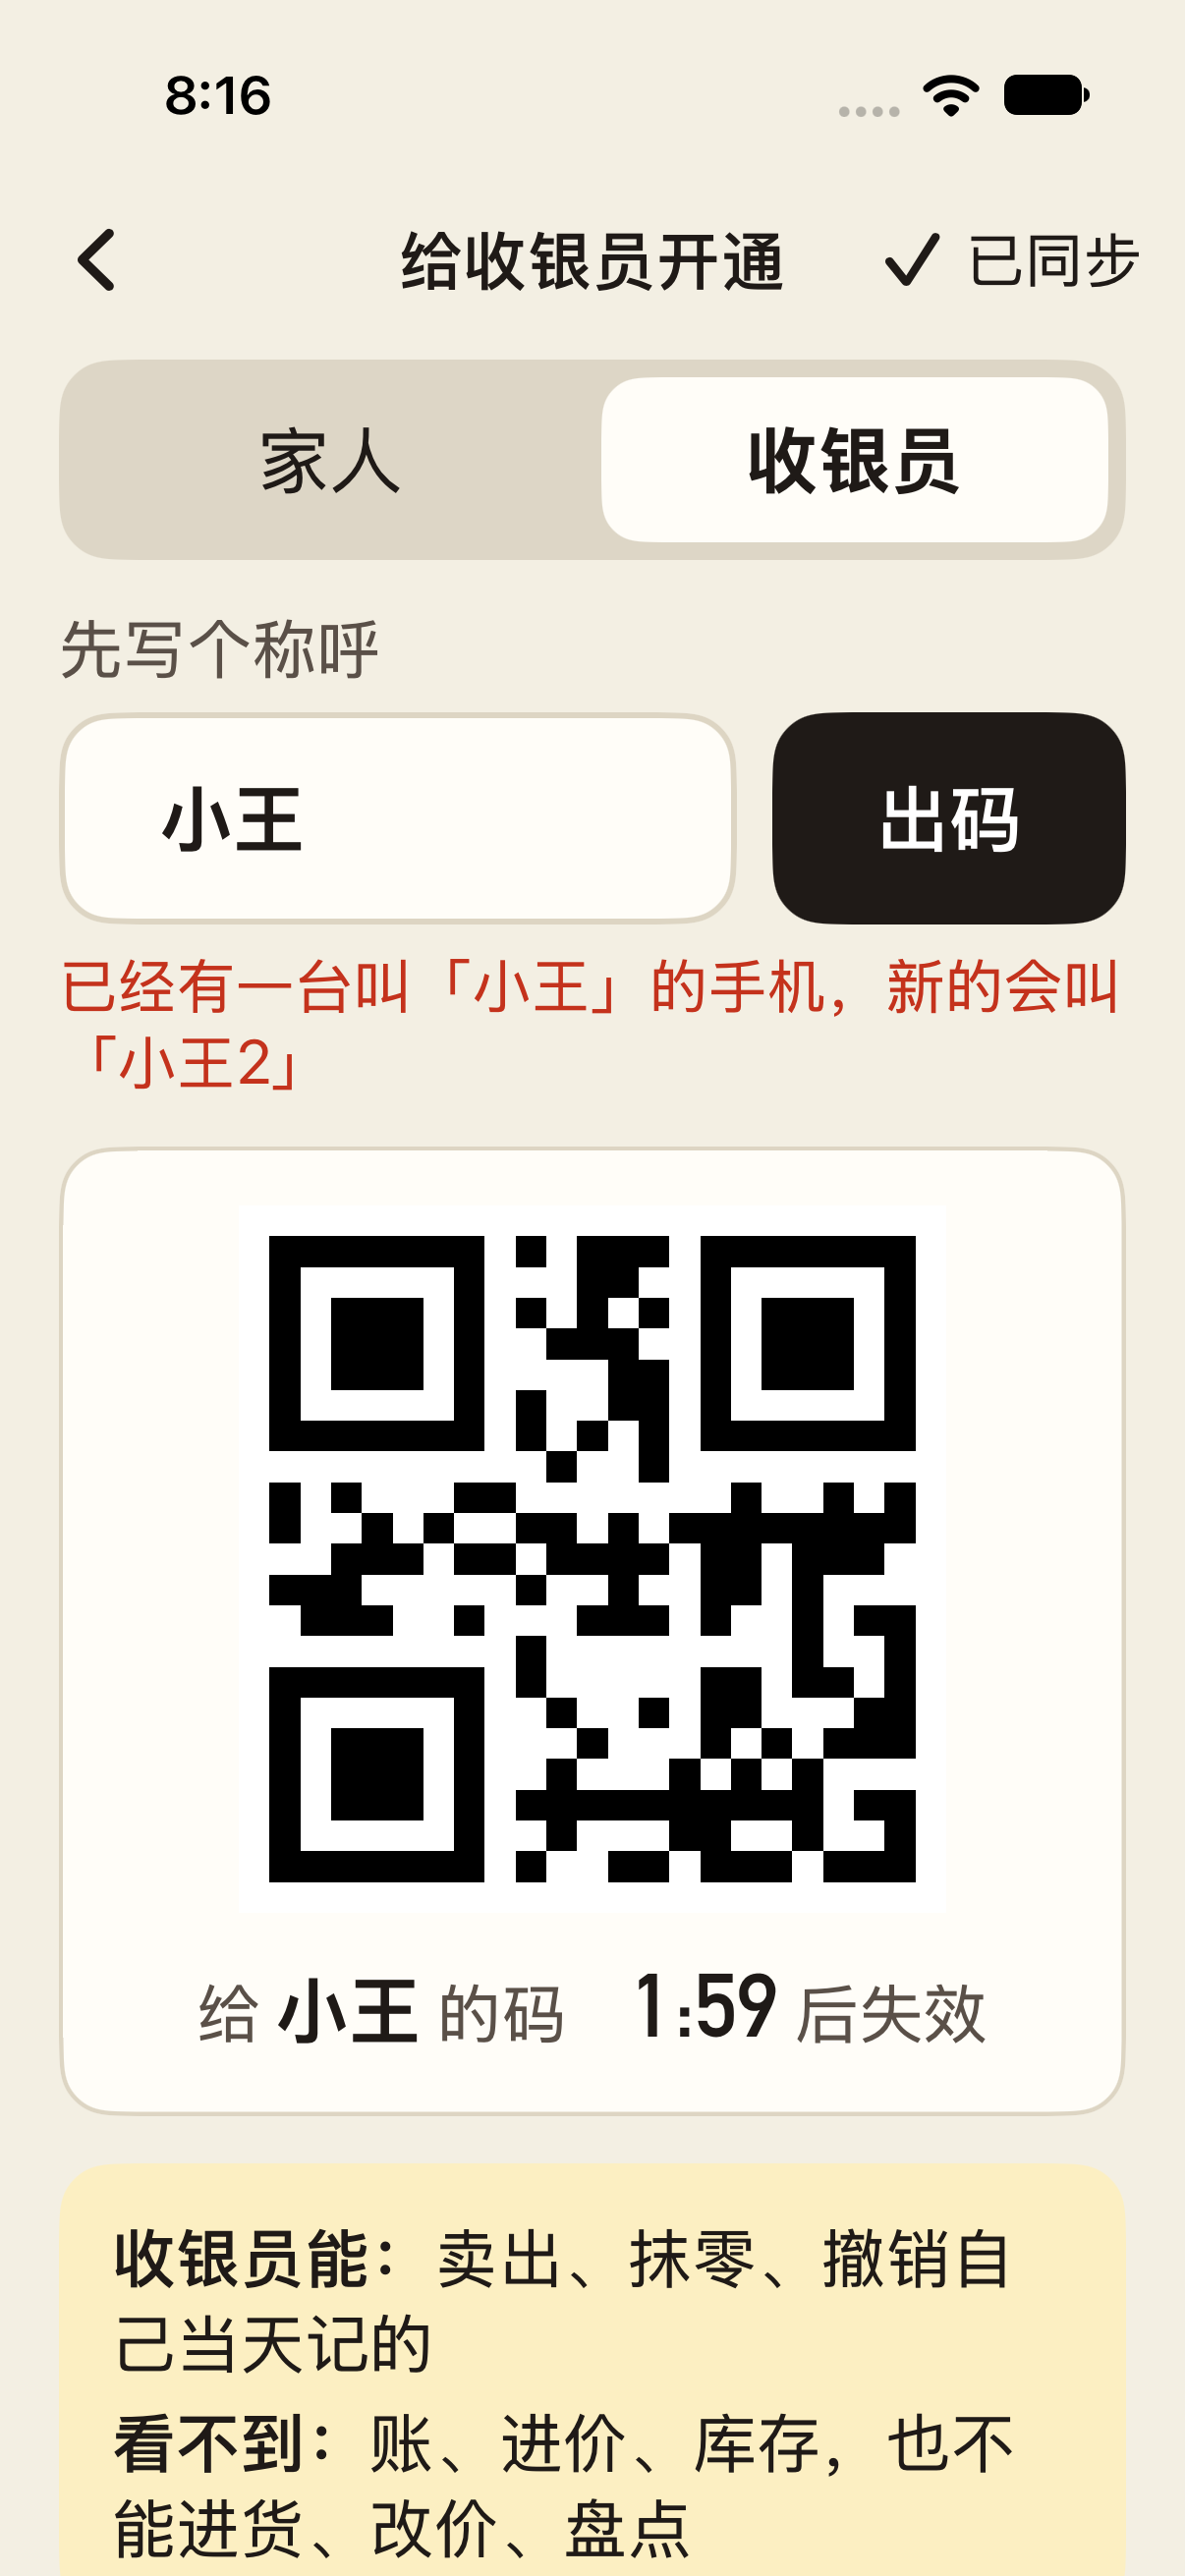 8:16
给收银员开通
已同步
家人
收银员
先写个称呼
小王
出码
已经有一台叫「小王」的手机，新的会叫
「小王2」
给 小王 的码 1:59 后失效
收银员能：卖出、抹零、撤销自
己当天记的
看不到：账、进价、库存，也不
能进货、改价、盘点